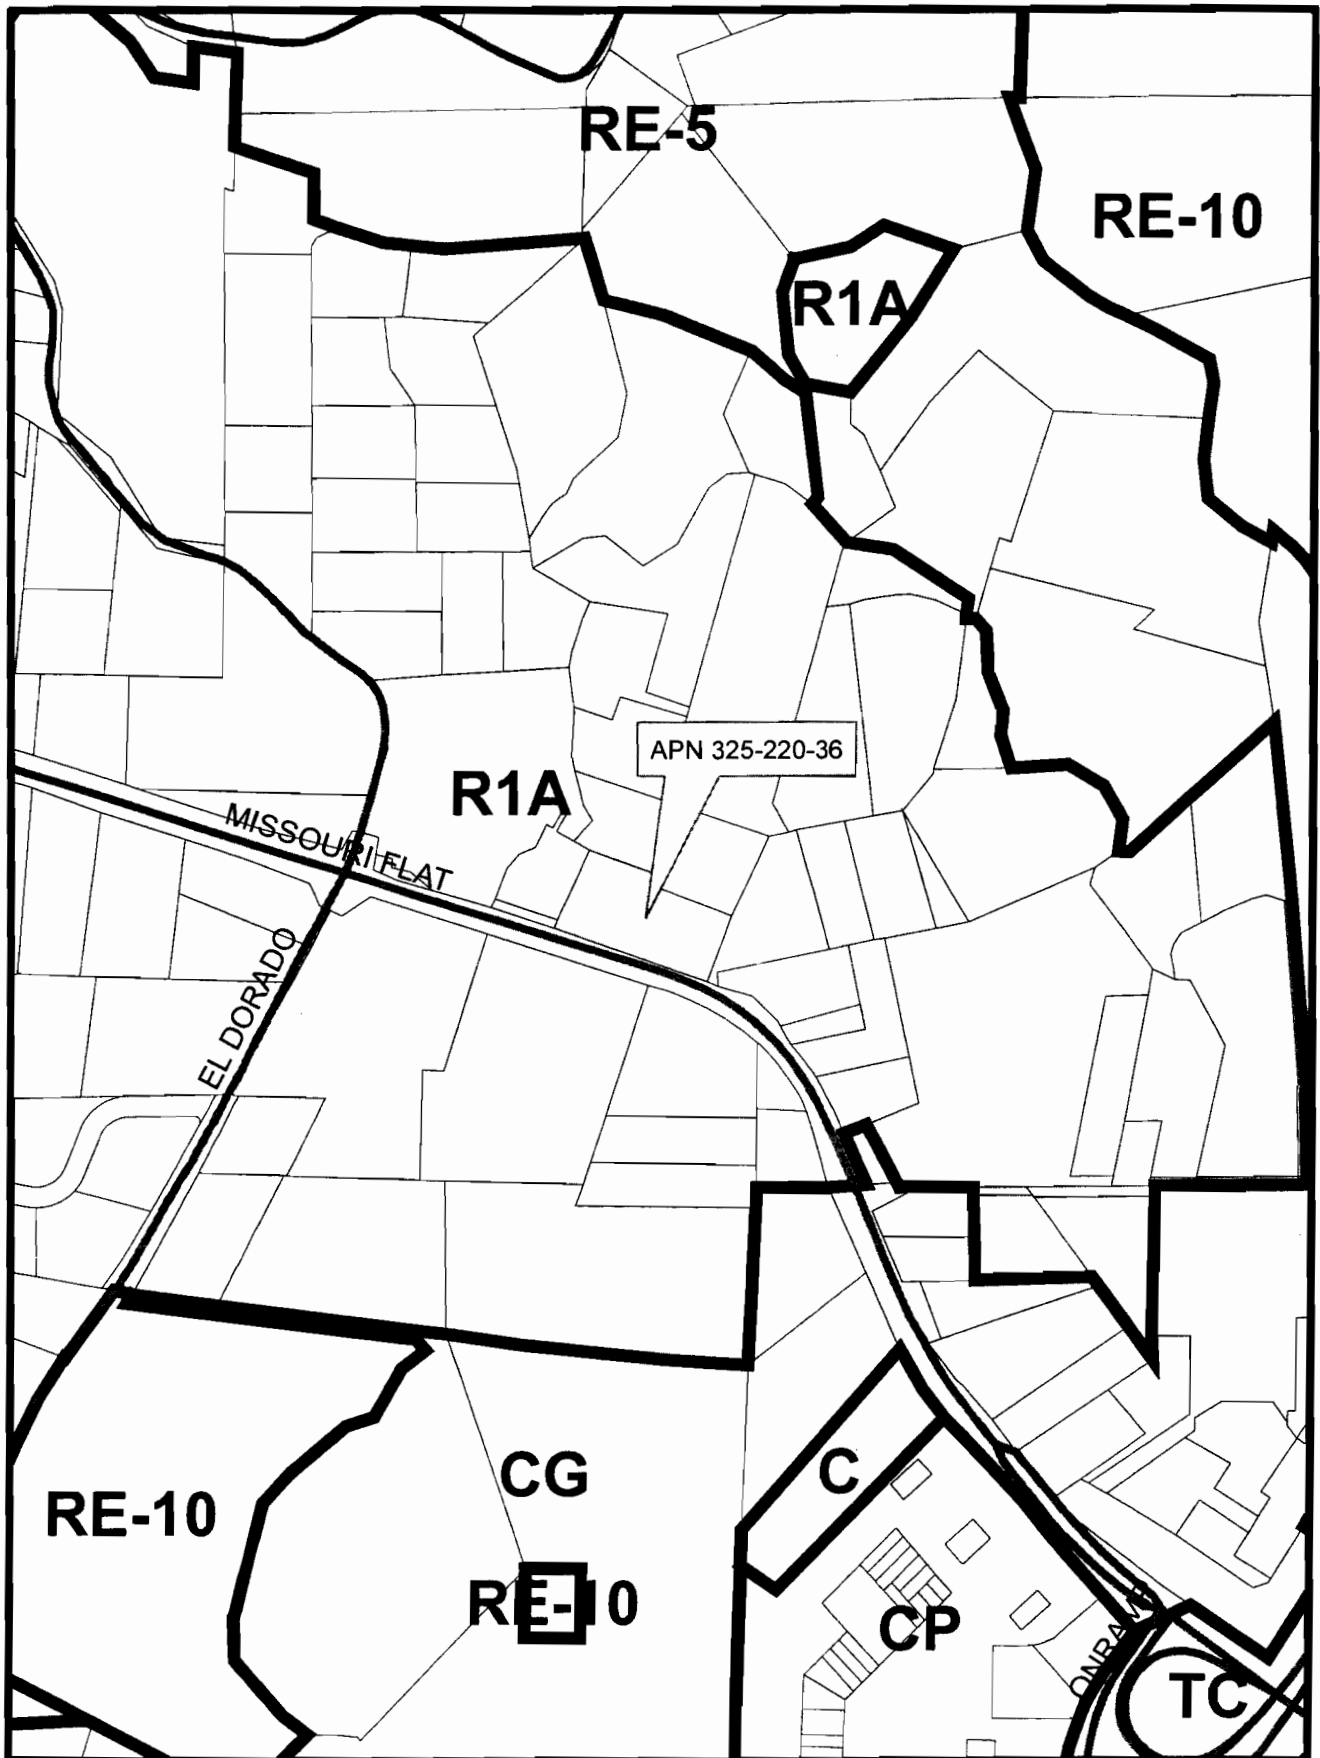 RE-5
RE-10
R1A
APN 325-220-36
R1A
MISSOURI FLAT
EL DORADO
CG
C
RE-10
RE-10
CP
ONRAMP
TC